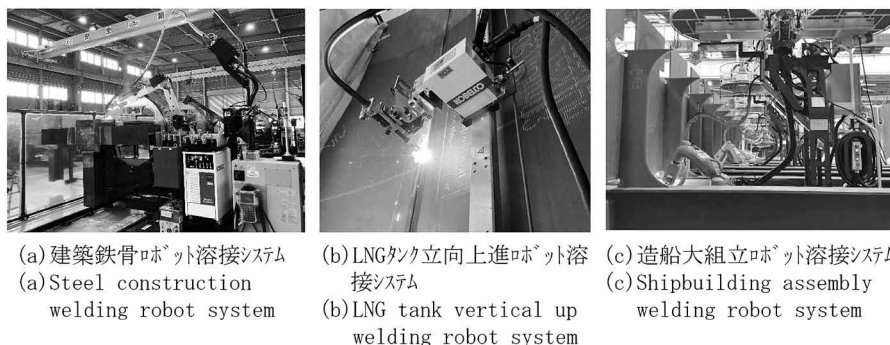 KOBELCO
(a)建築鉄骨ﾛﾎﾞｯﾄ溶接ｼｽﾃﾑ
(a)Steel construction
welding robot system
(b)LNGﾀﾝｸ立向上進ﾛﾎﾞｯﾄ溶
接ｼｽﾃﾑ
(b)LNG tank vertical up
welding robot system
(c)造船大組立ﾛﾎﾞｯﾄ溶接ｼｽﾃﾑ
(c)Shipbuilding assembly
welding robot system